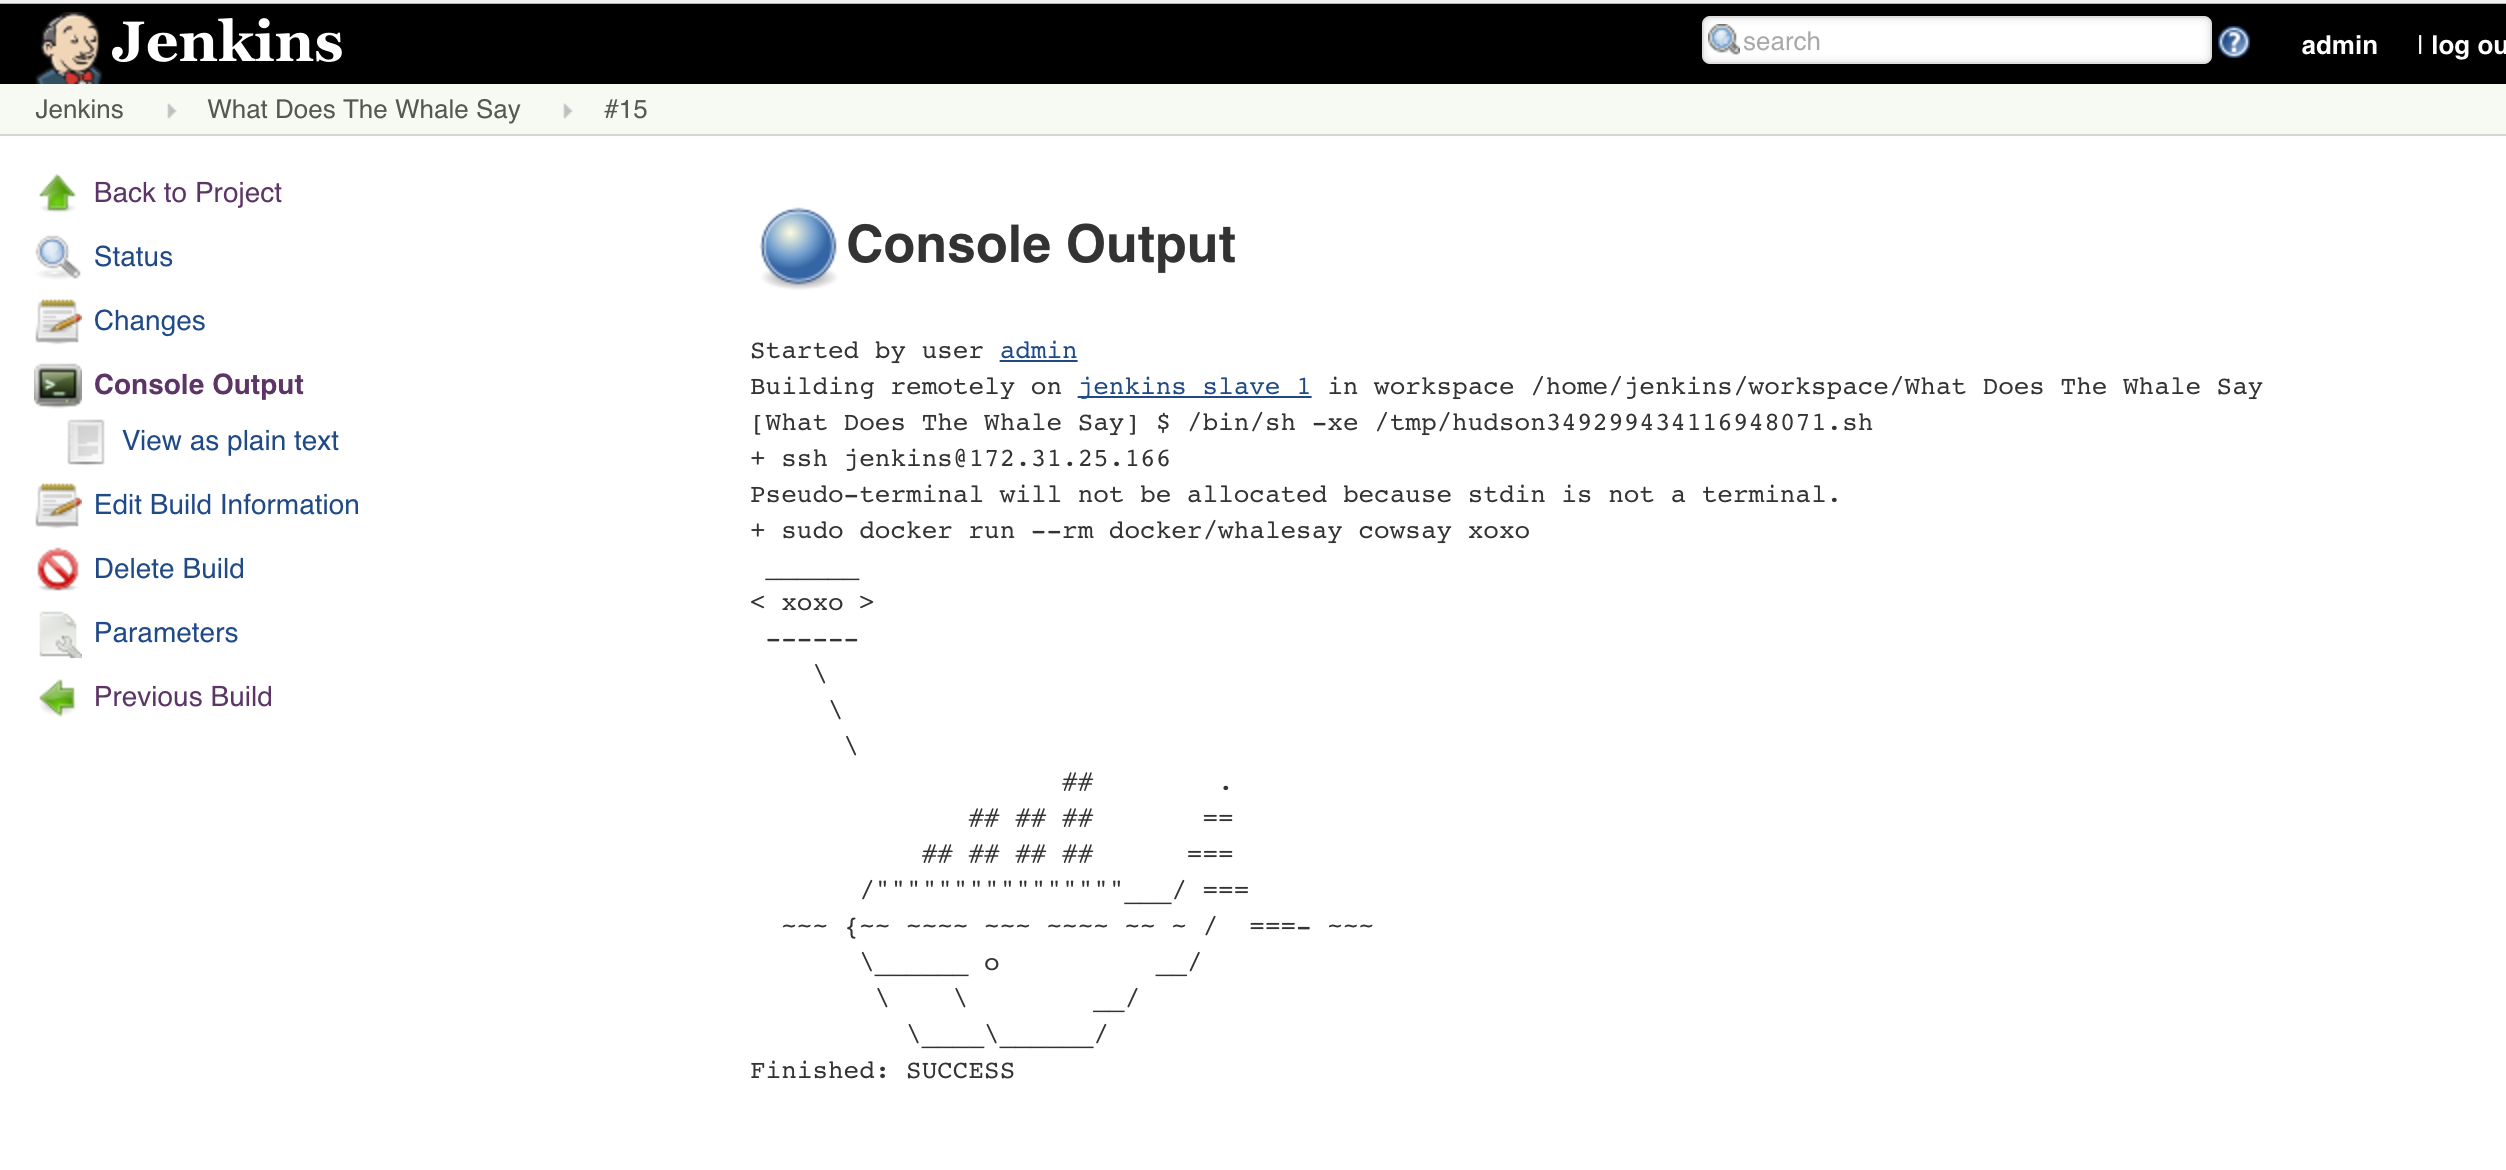 Jenkins
search
admin | log ou
Jenkins What Does The Whale Say #15
Back to Project
Status
Changes
Console Output
View as plain text
Edit Build Information
Delete Build
Parameters
Previous Build
Console Output
Started by user admin
Building remotely on jenkins slave 1 in workspace /home/jenkins/workspace/What Does The Whale Say
[What Does The Whale Say] $ /bin/sh -xe /tmp/hudson349299434116948071.sh
+ ssh jenkins@172.31.25.166
Pseudo-terminal will not be allocated because stdin is not a terminal.
+ sudo docker run --rm docker/whalesay cowsay xoxo
 ______
< xoxo >
 ------
    \
     \
      \
                    ##        .
              ## ## ##       ==
           ## ## ## ##      ===
       /""""""""""""""""___/ ===
  ~~~ {~~ ~~~~ ~~~ ~~~~ ~~ ~ /  ===- ~~~
       \______ o          __/
        \    \        __/
          \____\______/
Finished: SUCCESS